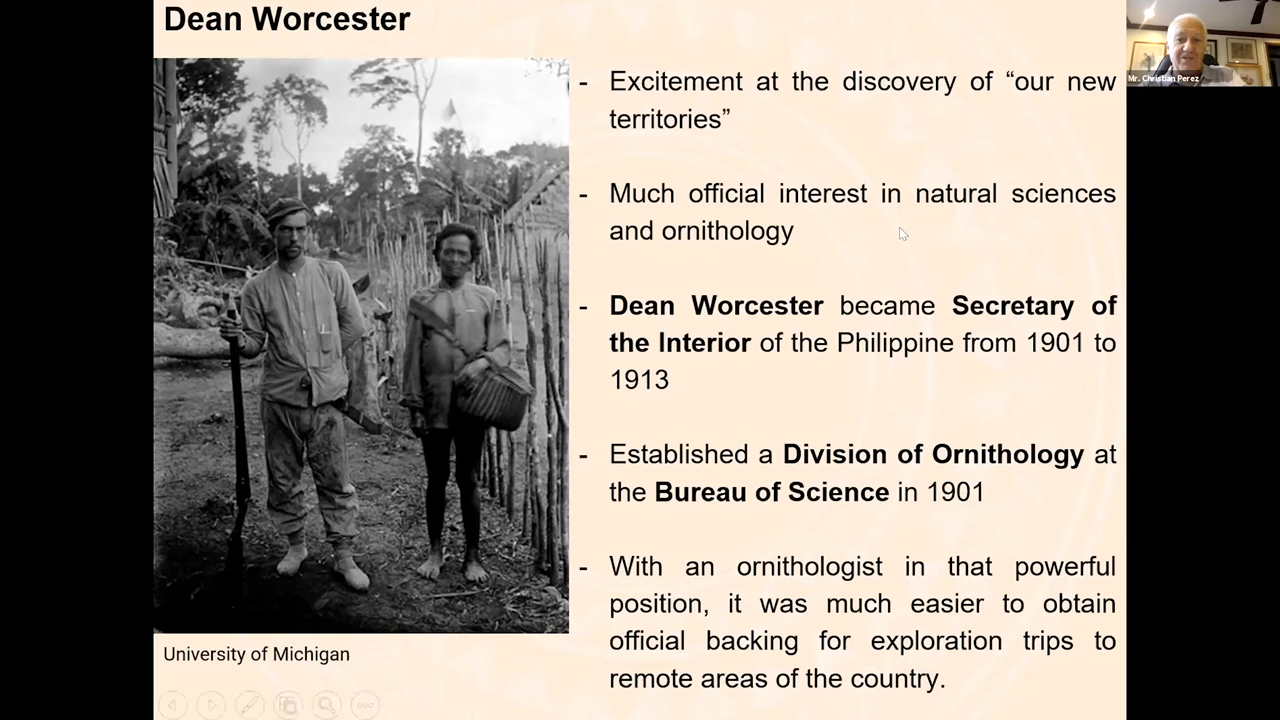 Dean Worcester
- Excitement at the discovery of “our new
territories”
- Much official interest in natural sciences
and ornithology
- Dean Worcester became Secretary of
the Interior of the Philippine from 1901 to
1913
- Established a Division of Ornithology at
the Bureau of Science in 1901
- With an ornithologist in that powerful
position, it was much easier to obtain
official backing for exploration trips to
remote areas of the country.
University of Michigan
Mr. Christian Perez